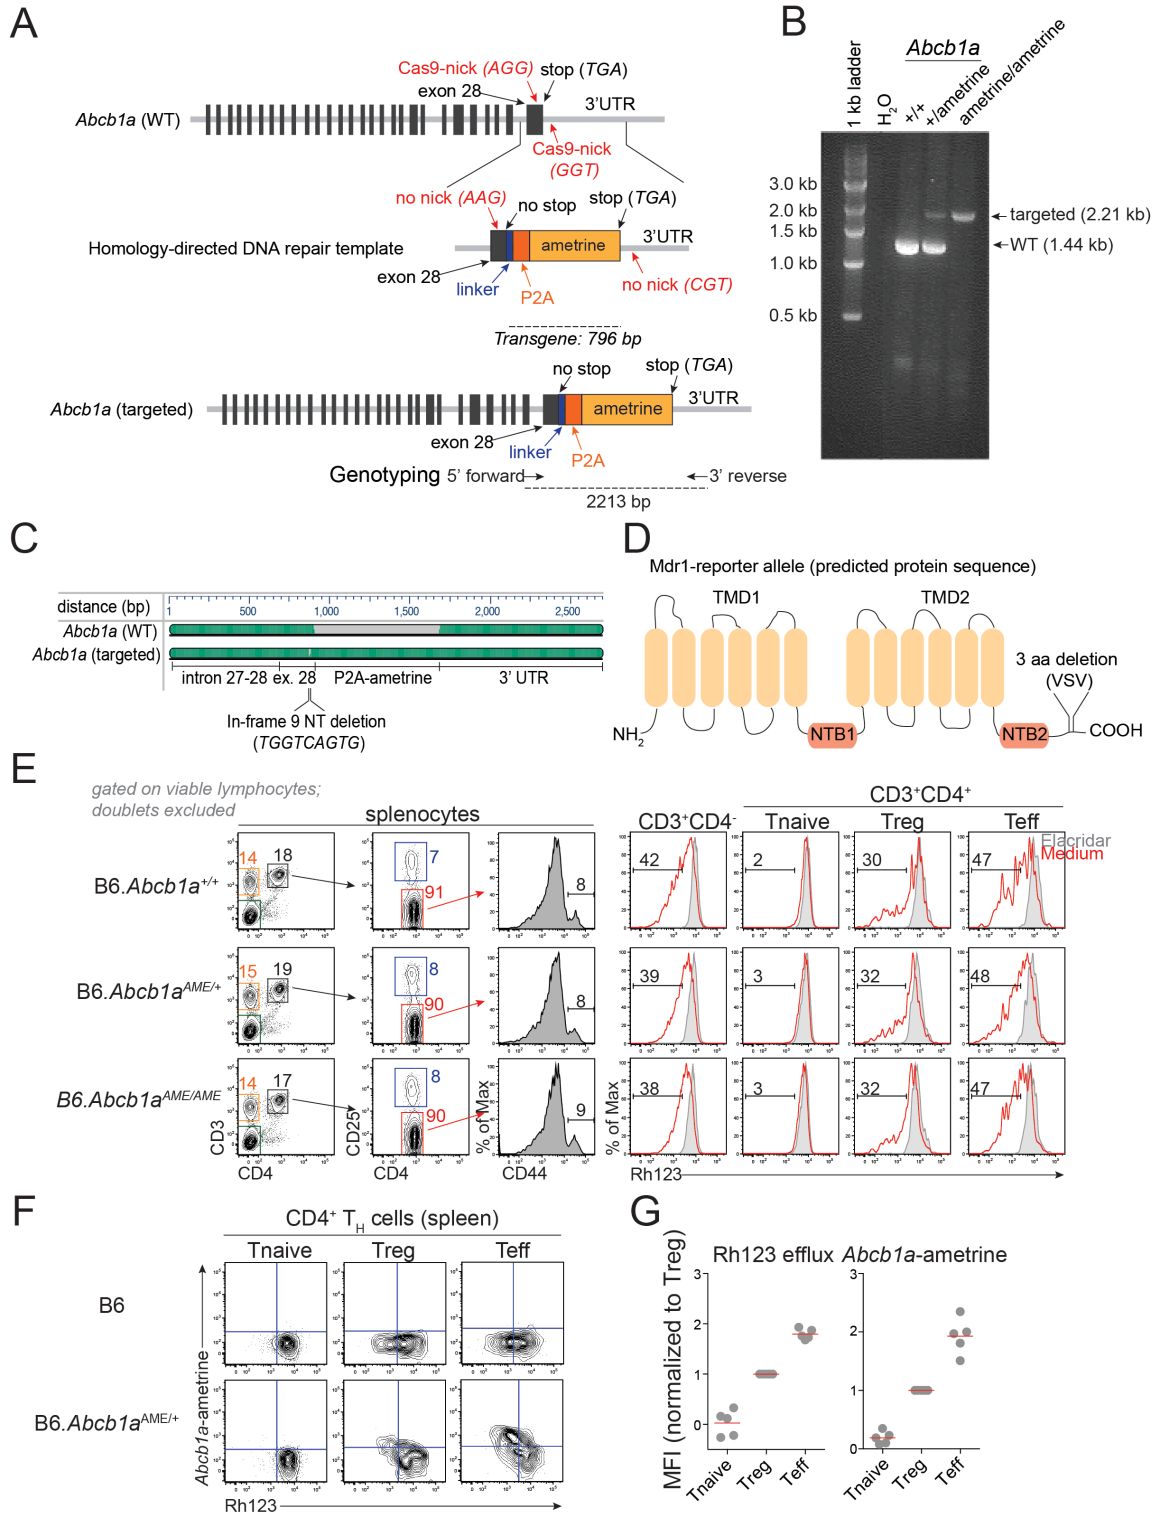 A
Cas9-nick (AGG) stop (TGA)
exon 28
3'UTR
Abcb1a (WT)
Cas9-nick
(GGT)
no nick (AAG)
stop (TGA)
no stop
Homology-directed DNA repair template
ametrine
3'UTR
exon 28
linker
P2A
no nick (CGT)
Transgene: 796 bp
stop (TGA)
no stop
Abcb1a (targeted)
ametrine
3'UTR
exon 28
linker
P2A
Genotyping 5' forward
3' reverse
2213 bp
B
Abcb1a
1 kb ladder
H2O
+/+
+/ametrine
ametrine/ametrine
3.0 kb
2.0 kb
1.5 kb
1.0 kb
0.5 kb
targeted (2.21 kb)
WT (1.44 kb)
C
distance (bp)
1 500 1,000 1,500 2,000 2,500
Abcb1a (WT)
Abcb1a (targeted)
intron 27-28 ex. 28 P2A-ametrine 3' UTR
In-frame 9 NT deletion
(TGGTCAGTG)
D
Mdr1-reporter allele (predicted protein sequence)
TMD1 TMD2
3 aa deletion
(VSV)
NH2
NTB1
NTB2
COOH
E
gated on viable lymphocytes;
doublets excluded
splenocytes
CD3+CD4+
CD3+CD4- Tnaive Treg Teff
Elacridar
Medium
B6.Abcb1a+/+
14 18 7 91 8 42 2 30 47
B6.Abcb1aAME/+
15 19 8 90 8 39 3 32 48
B6.Abcb1aAME/AME
14 17 8 90 9 38 3 32 47
CD3
CD25
% of Max
% of Max
CD4 CD4 CD44 Rh123
F
CD4+ TH cells (spleen)
Tnaive Treg Teff
B6
B6.Abcb1aAME/+
Abcb1a-ametrine
Rh123
G
Rh123 efflux Abcb1a-ametrine
MFI (normalized to Treg)
3
2
1
0
Tnaive Treg Teff
3
2
1
0
Tnaive Treg Teff